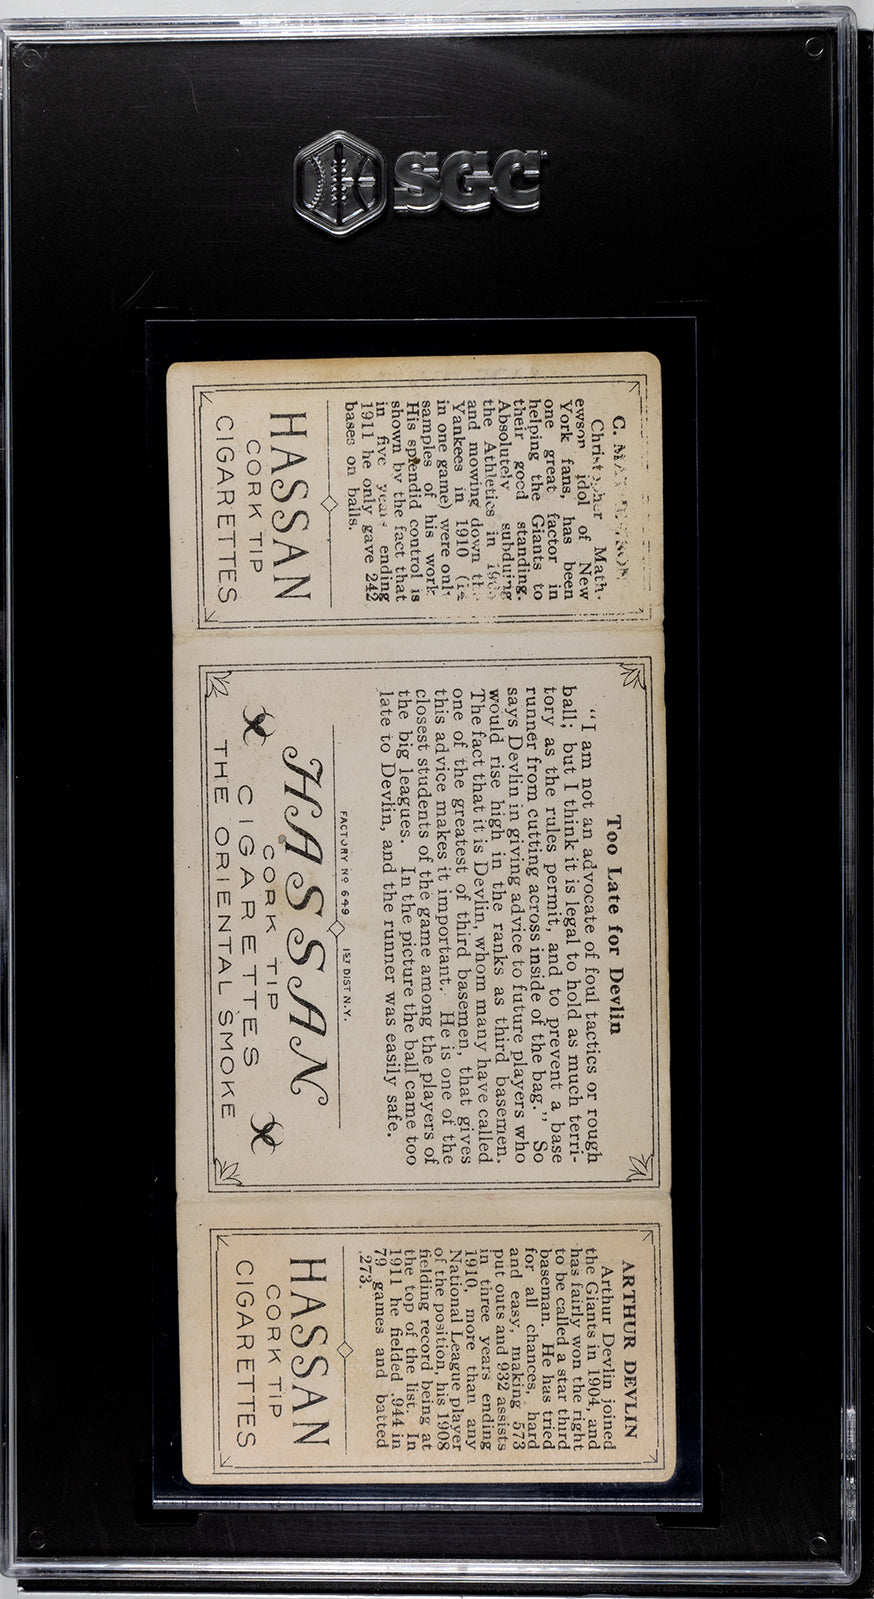 SGC
C.
Christopher Math-
ewson idol of New
York fans, has been
one great factor in
helping the Giants to
their good standing.
Absolutely subduing
the Athletics in
and mowing down the
Yankees in 1910 (14
in one game) were only
samples of his work
His splendid control is
shown by the fact that
in five years ending
1911 he only gave 242
bases on balls.
HASSAN
CORK TIP
CIGARETTES
Too Late for Devlin
"I am not an advocate of foul tactics or rough
ball; but I think it is legal to hold as much terri-
tory as the rules permit, and to prevent a base
runner from cutting across inside of the bag." So
says Devlin in giving advice to future players who
would rise high in the ranks as third basemen.
The fact that it is Devlin, whom many have called
one of the greatest of third basemen, that gives
this advice makes it important. He is one of the
closest students of the game among the players of
the big leagues. In the picture the ball came too
late to Devlin, and the runner was easily safe.
FACTORY Nº 649 1ST DIST N.Y.
HASSAN
CORK TIP
CIGARETTES
THE ORIENTAL SMOKE
ARTHUR DEVLIN
Arthur Devlin joined
the Giants in 1904, and
has fairly won the right
to be called a star third
baseman. He has tried
for all chances, hard
and easy, making 573
put outs and 932 assists
in three years ending
1910, more than any
National League player
of the position, his 1908
fielding record being at
the top of the list. In
1911 he fielded .944 in
79 games and batted
.273.
HASSAN
CORK TIP
CIGARETTES